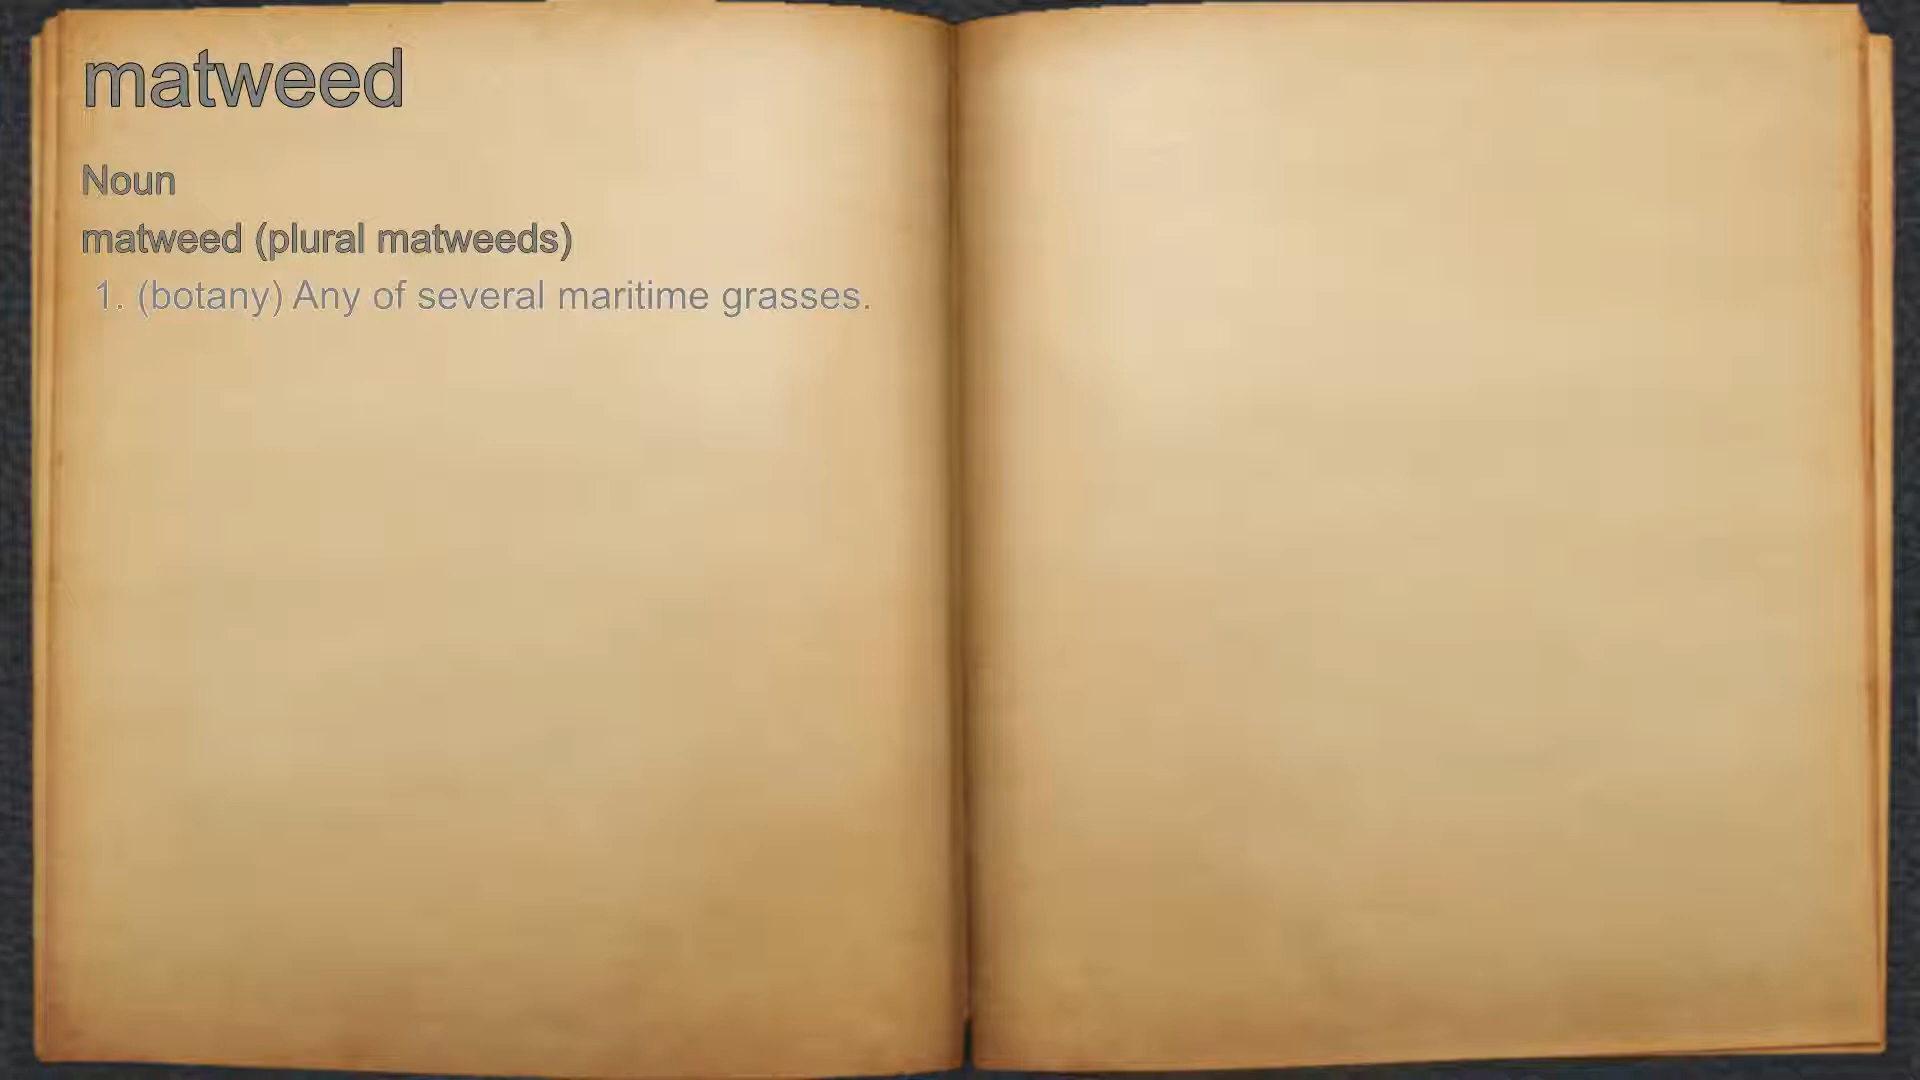 matweed
Noun
matweed (plural matweeds)
1. (botany) Any of several maritime grasses.